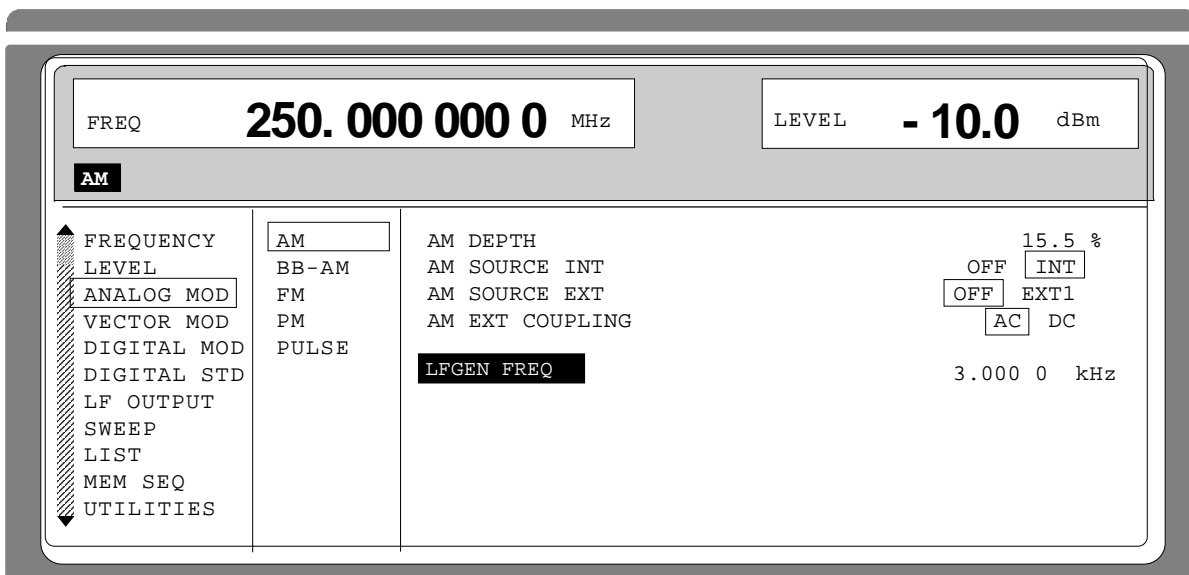 FREQ 250. 000 000 0 MHz LEVEL - 10.0 dBm
AM
FREQUENCY AM AM DEPTH 15.5 %
LEVEL BB-AM AM SOURCE INT OFF INT
ANALOG MOD FM AM SOURCE EXT OFF EXT1
VECTOR MOD PM AM EXT COUPLING AC DC
DIGITAL MOD PULSE
DIGITAL STD LFGEN FREQ 3.000 0 kHz
LF OUTPUT
SWEEP
LIST
MEM SEQ
UTILITIES